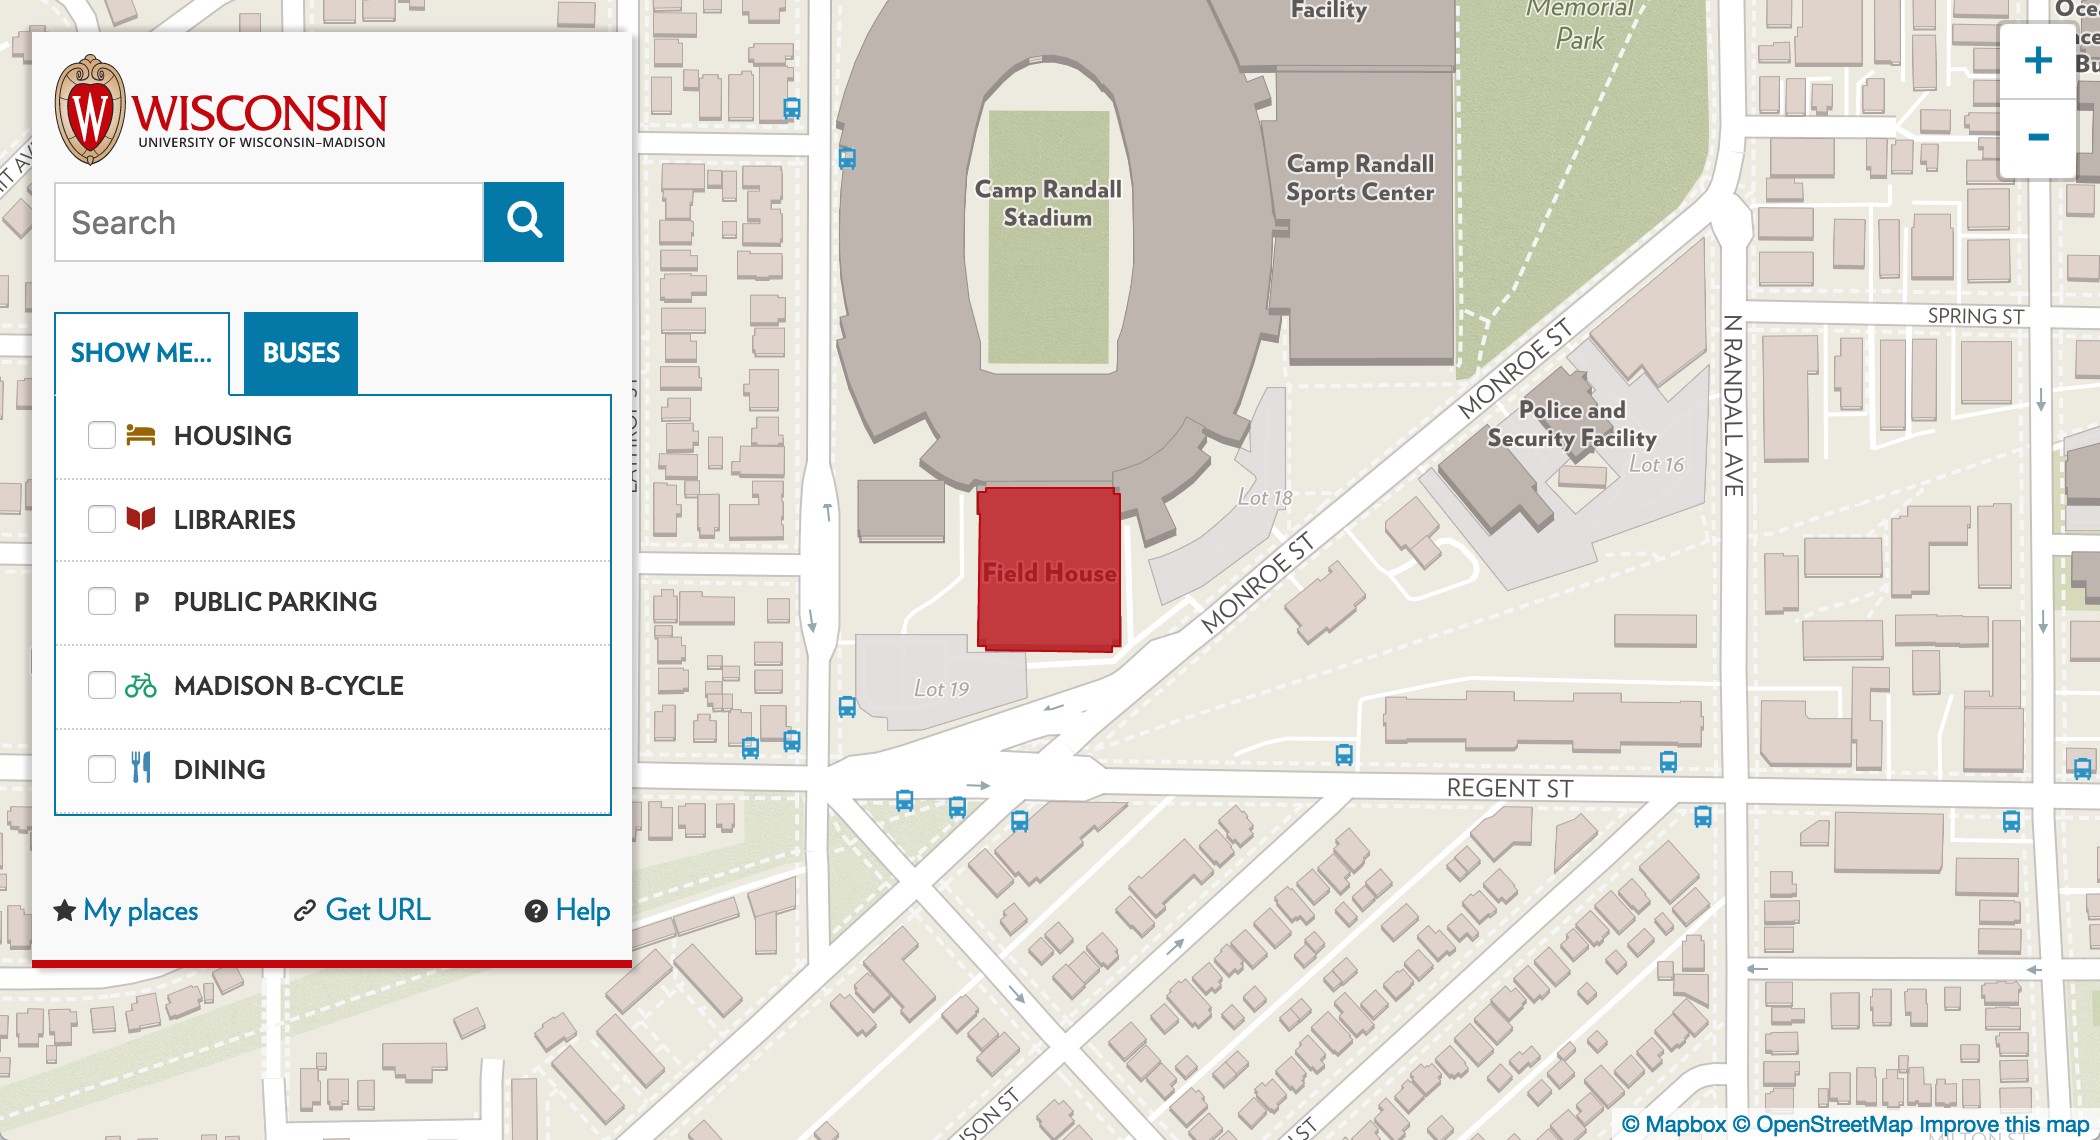 WISCONSIN
UNIVERSITY OF WISCONSIN–MADISON
Search
SHOW ME...
BUSES
HOUSING
LIBRARIES
P PUBLIC PARKING
MADISON B-CYCLE
DINING
My places
Get URL
? Help
Facility
Memorial
Park
Camp Randall
Stadium
Camp Randall
Sports Center
+
-
SPRING ST
MONROE ST
N RANDALL AVE
Police and
Security Facility
Lot 16
Lot 18
Field House
MONROE ST
Lot 19
REGENT ST
© Mapbox © OpenStreetMap Improve this map